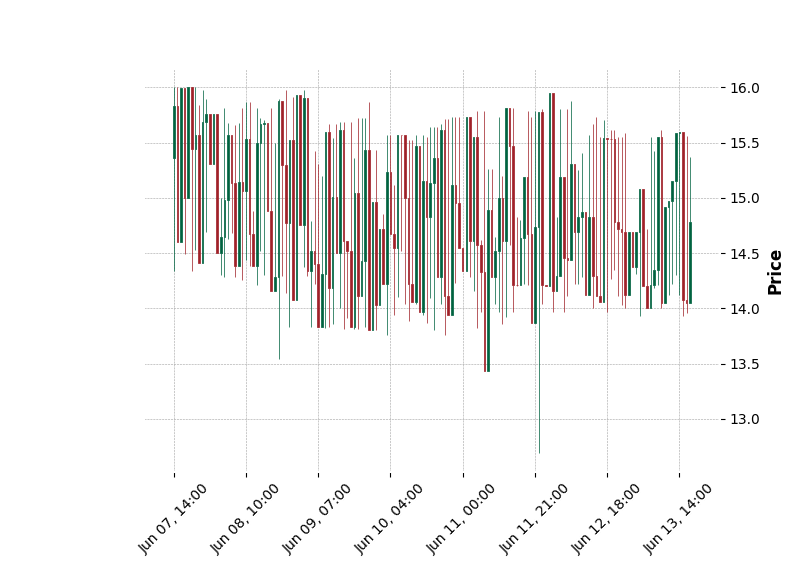 16.0
15.5
15.0
14.5
14.0
13.5
13.0
Price
Jun 07, 14:00
Jun 08, 10:00
Jun 09, 07:00
Jun 10, 04:00
Jun 11, 00:00
Jun 11, 21:00
Jun 12, 18:00
Jun 13, 14:00